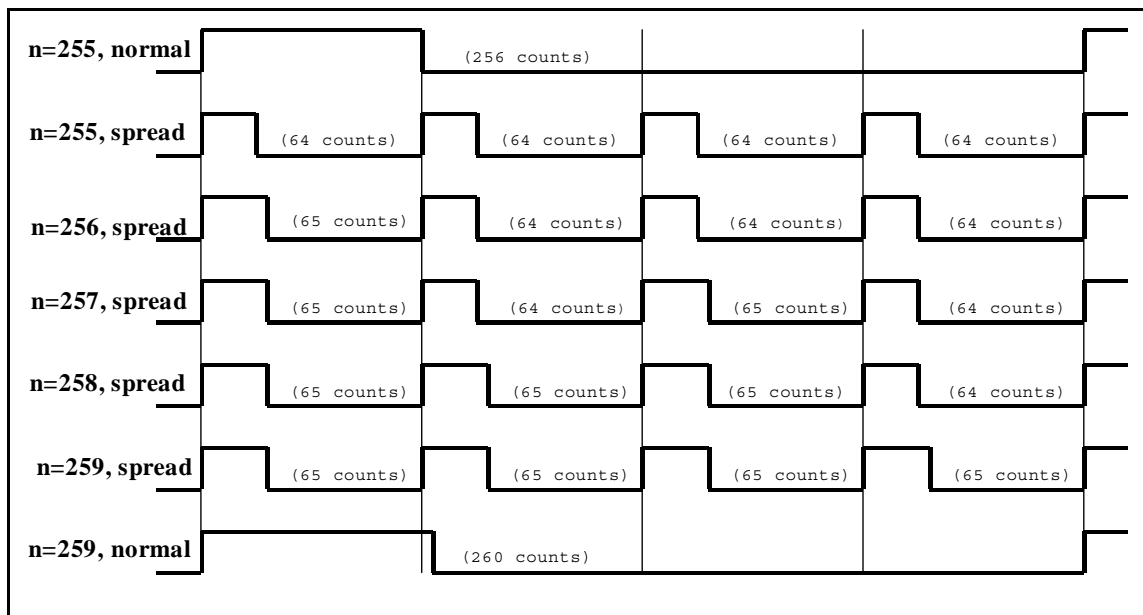 n=255, normal
(256 counts)
n=255, spread
(64 counts) (64 counts) (64 counts) (64 counts)
n=256, spread
(65 counts) (64 counts) (64 counts) (64 counts)
n=257, spread
(65 counts) (64 counts) (65 counts) (64 counts)
n=258, spread
(65 counts) (65 counts) (65 counts) (64 counts)
n=259, spread
(65 counts) (65 counts) (65 counts) (65 counts)
n=259, normal
(260 counts)